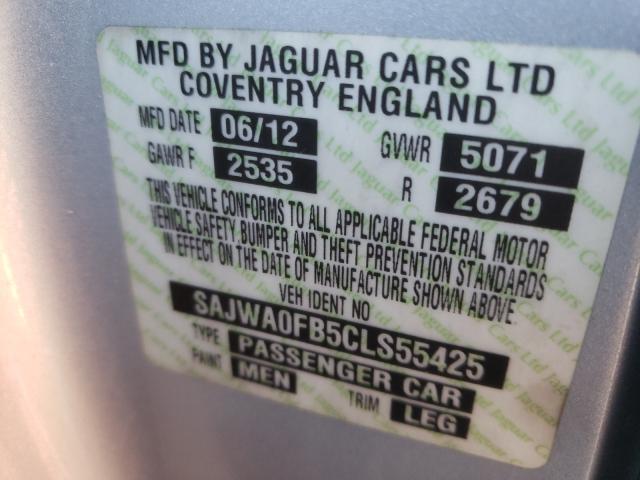 MFD BY JAGUAR CARS LTD
COVENTRY ENGLAND
MFD DATE 06/12 GVWR 5071
GAWR F 2535 R 2679
THIS VEHICLE CONFORMS TO ALL APPLICABLE FEDERAL MOTOR
VEHICLE SAFETY BUMPER AND THEFT PREVENTION STANDARDS
IN EFFECT ON THE DATE OF MANUFACTURE SHOWN ABOVE.
VEH IDENT NO
SAJWA0FB5CLS55425
TYPE PASSENGER CAR
PAINT MEN TRIM LEG